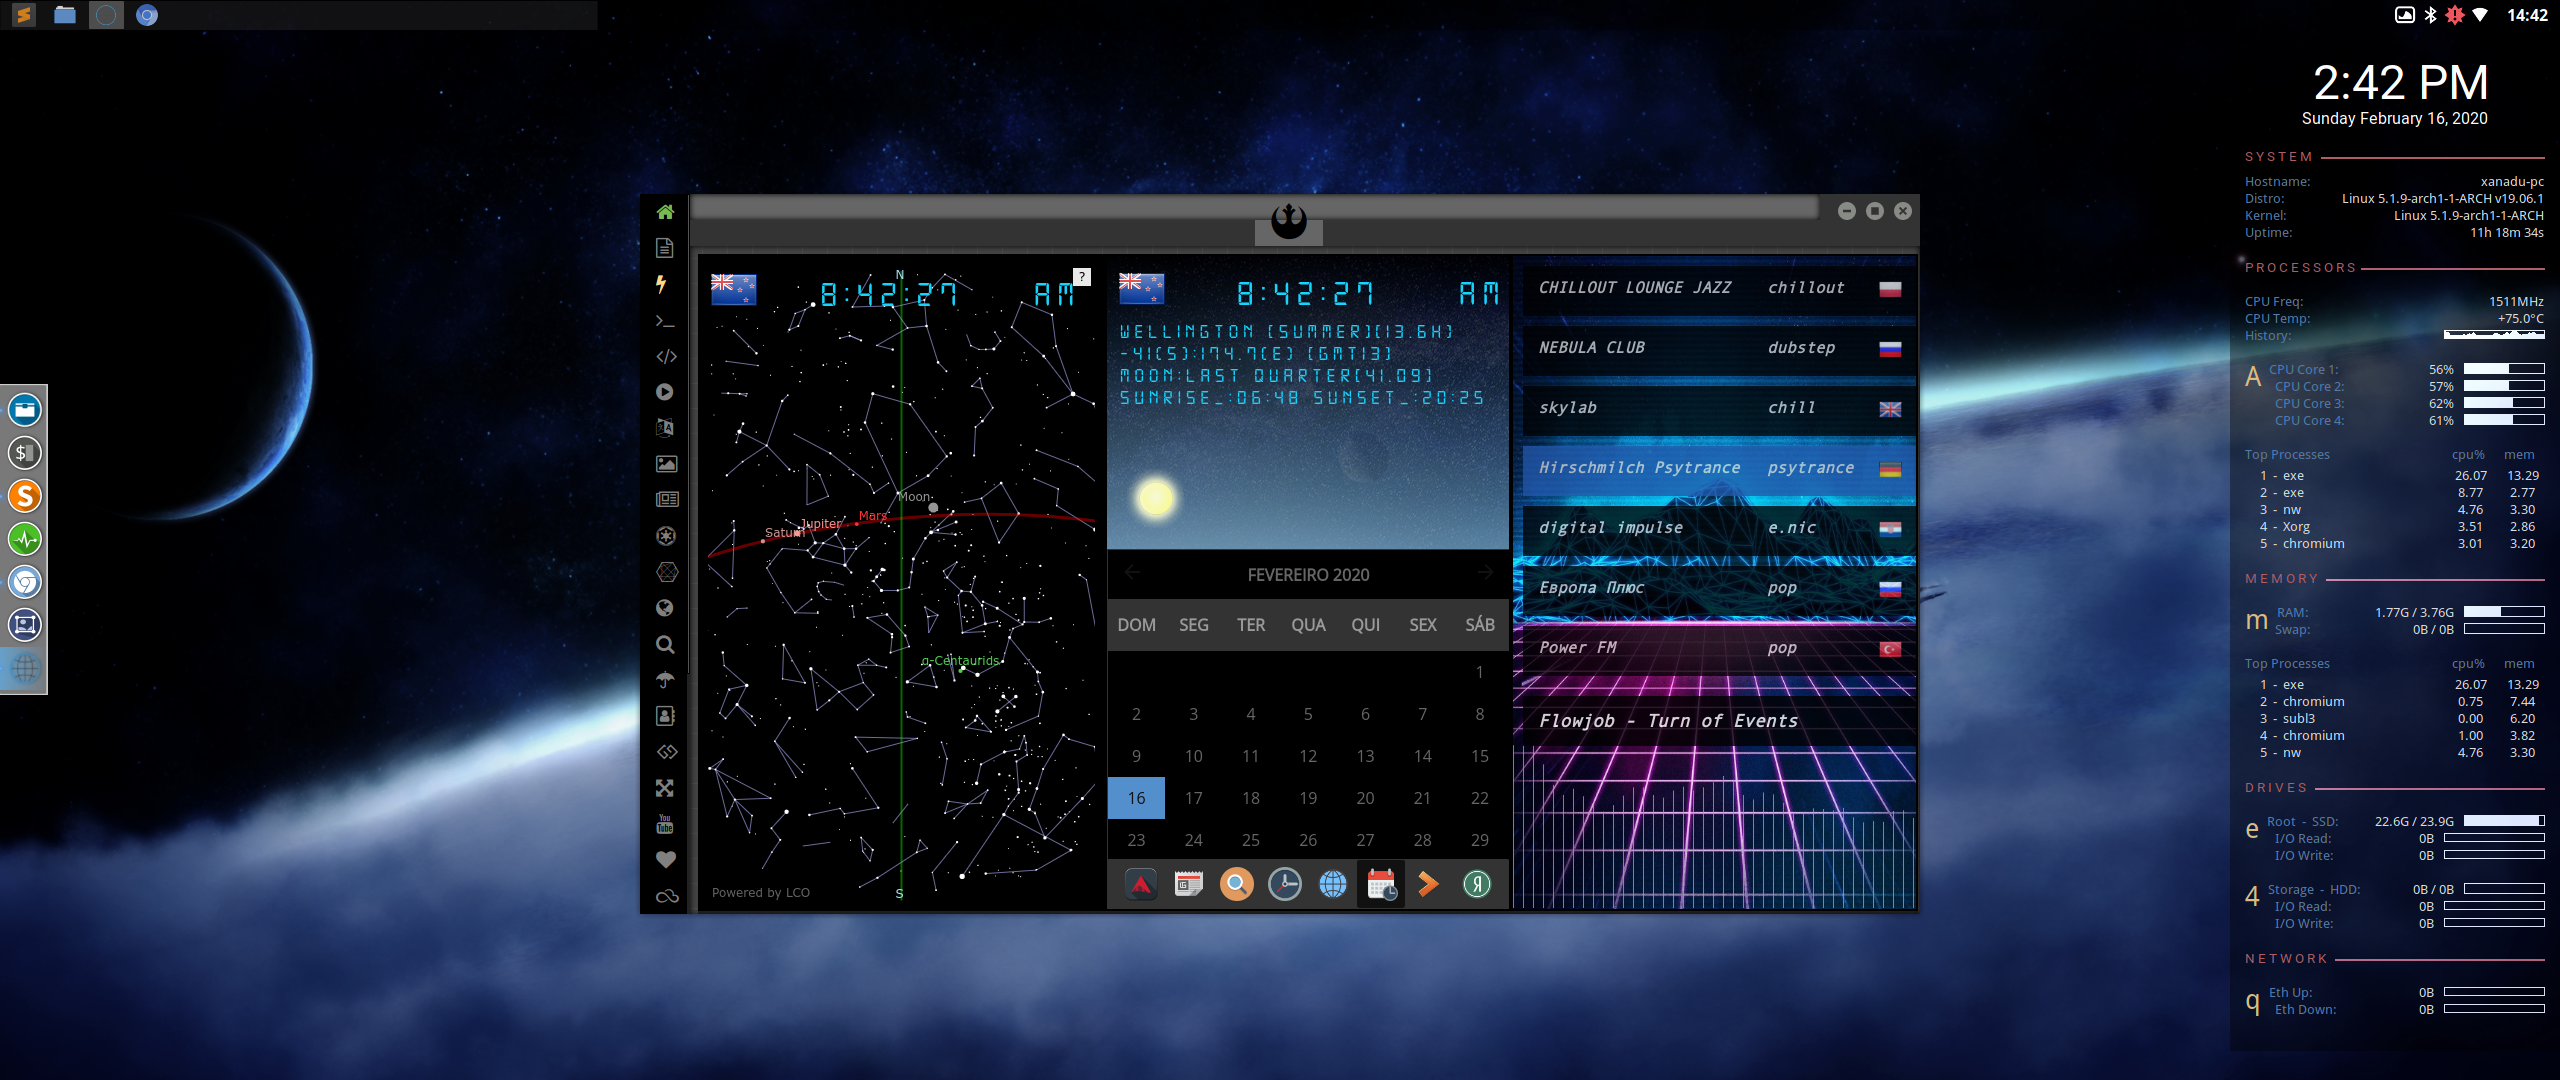 14:42
2:42 PM
Sunday February 16, 2020
SYSTEM
Hostname: xanadu-pc
Distro: Linux 5.1.9-arch1-1-ARCH v19.06.1
Kernel: Linux 5.1.9-arch1-1-ARCH
Uptime: 11h 18m 34s
PROCESSORS
CPU Freq: 1511MHz
CPU Temp: +75.0°C
History:
A CPU Core 1: 56%
CPU Core 2: 57%
CPU Core 3: 62%
CPU Core 4: 61%
Top Processes cpu% mem
1 - exe 26.07 13.29
2 - exe 8.77 2.77
3 - nw 4.76 3.30
4 - Xorg 3.51 2.86
5 - chromium 3.01 3.20
MEMORY
m RAM: 1.77G / 3.76G
Swap: 0B / 0B
Top Processes cpu% mem
1 - exe 26.07 13.29
2 - chromium 0.75 7.44
3 - subl3 0.00 6.20
4 - chromium 1.00 3.82
5 - nw 4.76 3.30
DRIVES
e Root - SSD: 22.6G / 23.9G
I/O Read: 0B
I/O Write: 0B
4 Storage - HDD: 0B / 0B
I/O Read: 0B
I/O Write: 0B
NETWORK
q Eth Up: 0B
Eth Down: 0B
N
?
8:42:27 AM
Moon
Mars
Jupiter
Saturn
α-Centaurids
S
Powered by LCO
8:42:27 AM
WELLINGTON (SUMMER)(13.6H)
-41(S):174.7(E) (GMT13)
MOON:LAST QUARTER(41.09)
SUNRISE_:06:48 SUNSET_:20:25
FEVEREIRO 2020
DOM SEG TER QUA QUI SEX SÁB
1
2 3 4 5 6 7 8
9 10 11 12 13 14 15
16 17 18 19 20 21 22
23 24 25 26 27 28 29
CHILLOUT LOUNGE JAZZ chillout
NEBULA CLUB dubstep
skylab chill
Hirschmilch Psytrance psytrance
digital impulse e.nic
Европа Плюс pop
Power FM pop
Flowjob - Turn of Events
You
Tube